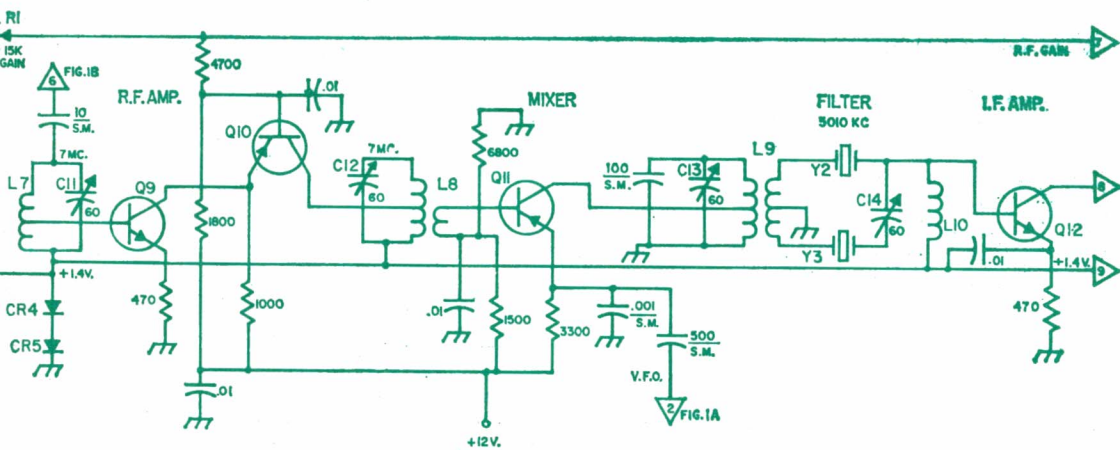 R1
15K
GAIN
R.F. GAIN
7
4700
6
FIG.1B
.01
R.F. AMP.
MIXER
FILTER
5010 KC
I.F. AMP.
10
S.M.
Q10
7MC.
7MC.
6800
L7
C11
60
Q9
C12
60
L8
Q11
100
S.M.
C13
60
L9
Y2
C14
60
8
1800
L10
Q12
Y3
.01
+1.4V.
+1.4V.
9
CR4
470
1000
.01
1500
3300
.001
S.M.
500
S.M.
470
CR5
.01
V.F.O.
2
FIG.1A
+12V.